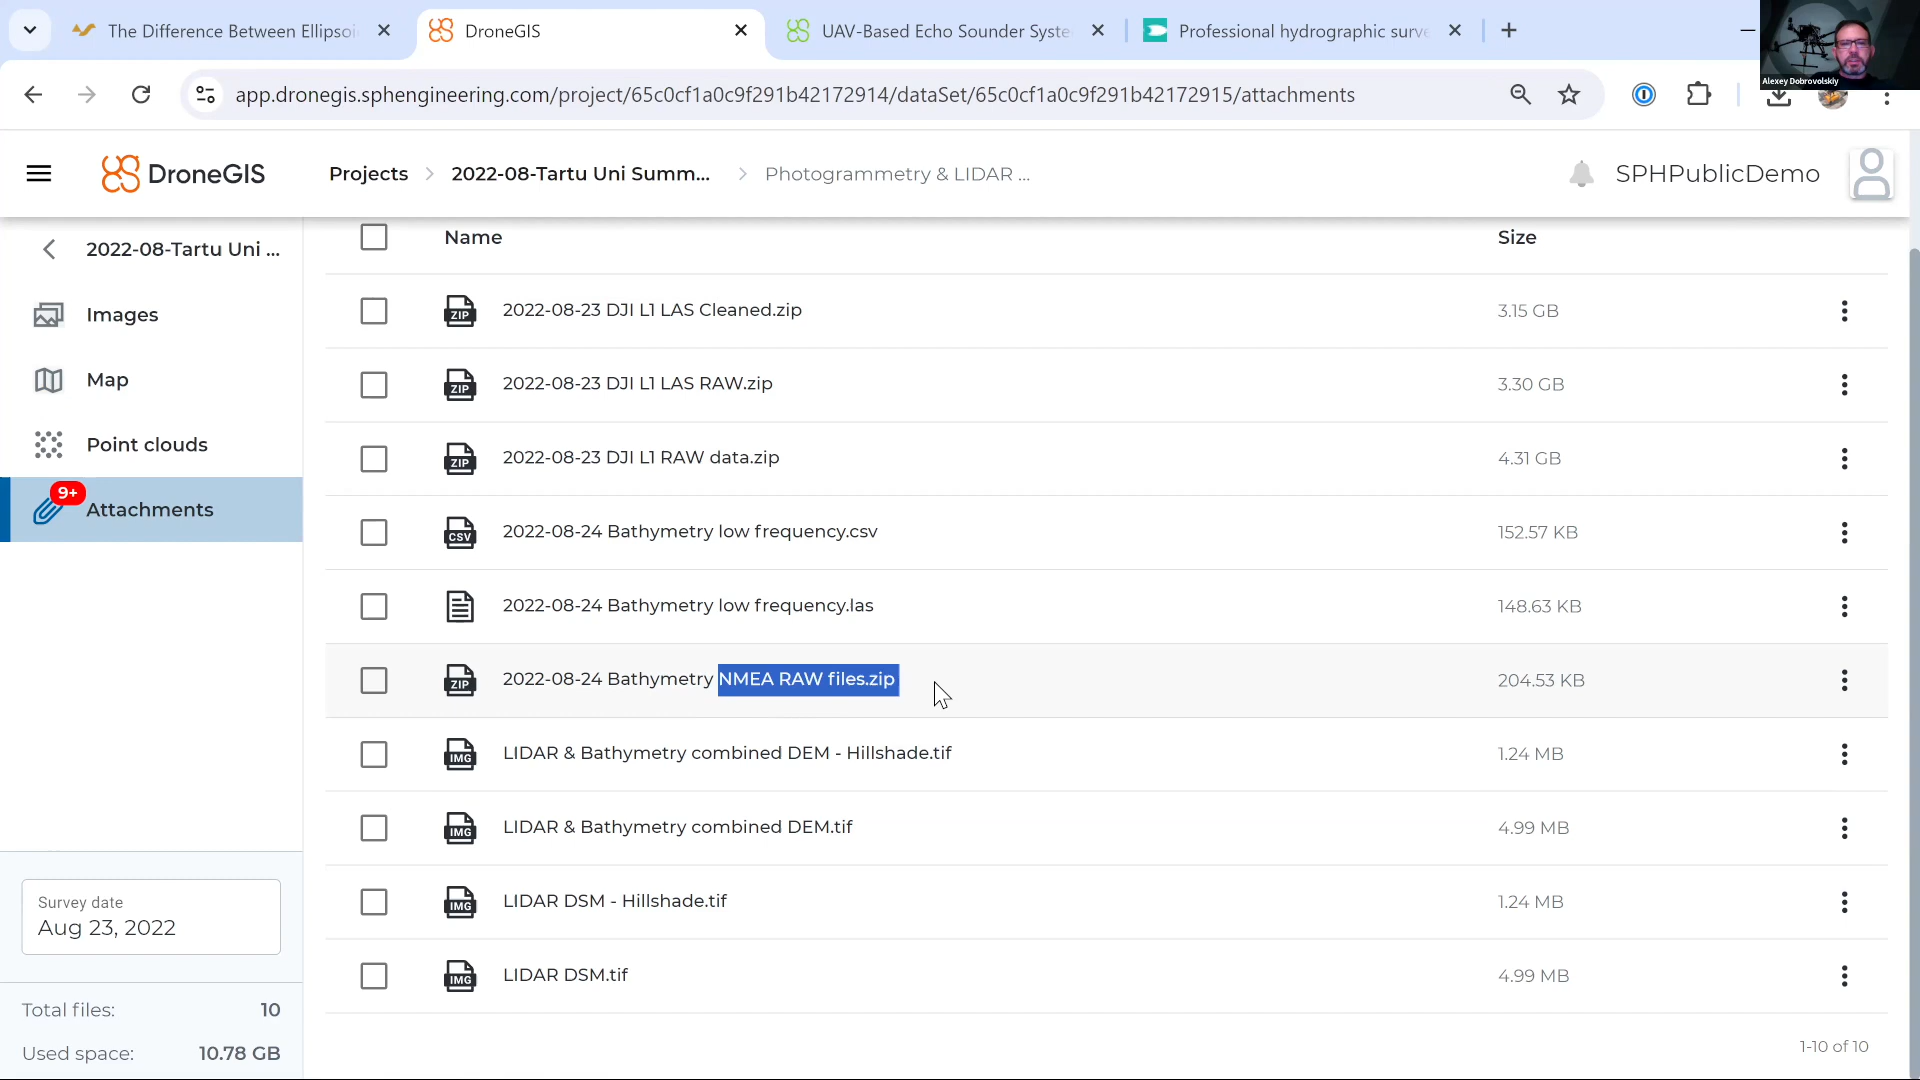 The Difference Between Ellipsoi
DroneGIS
UAV-Based Echo Sounder Syste
Professional hydrographic surve
Alexey Dobrovolskiy
app.dronegis.sphengineering.com/project/65c0cf1a0c9f291b42172914/dataSet/65c0cf1a0c9f291b42172915/attachments
DroneGIS
Projects
2022-08-Tartu Uni Summ...
Photogrammetry & LIDAR ...
SPHPublicDemo
2022-08-Tartu Uni ...
Images
Map
Point clouds
9+
Attachments
Survey date
Aug 23, 2022
Total files: 10
Used space: 10.78 GB
Name Size
ZIP 2022-08-23 DJI L1 LAS Cleaned.zip 3.15 GB
ZIP 2022-08-23 DJI L1 LAS RAW.zip 3.30 GB
ZIP 2022-08-23 DJI L1 RAW data.zip 4.31 GB
CSV 2022-08-24 Bathymetry low frequency.csv 152.57 KB
2022-08-24 Bathymetry low frequency.las 148.63 KB
ZIP 2022-08-24 Bathymetry NMEA RAW files.zip 204.53 KB
IMG LIDAR & Bathymetry combined DEM - Hillshade.tif 1.24 MB
IMG LIDAR & Bathymetry combined DEM.tif 4.99 MB
IMG LIDAR DSM - Hillshade.tif 1.24 MB
IMG LIDAR DSM.tif 4.99 MB
1-10 of 10